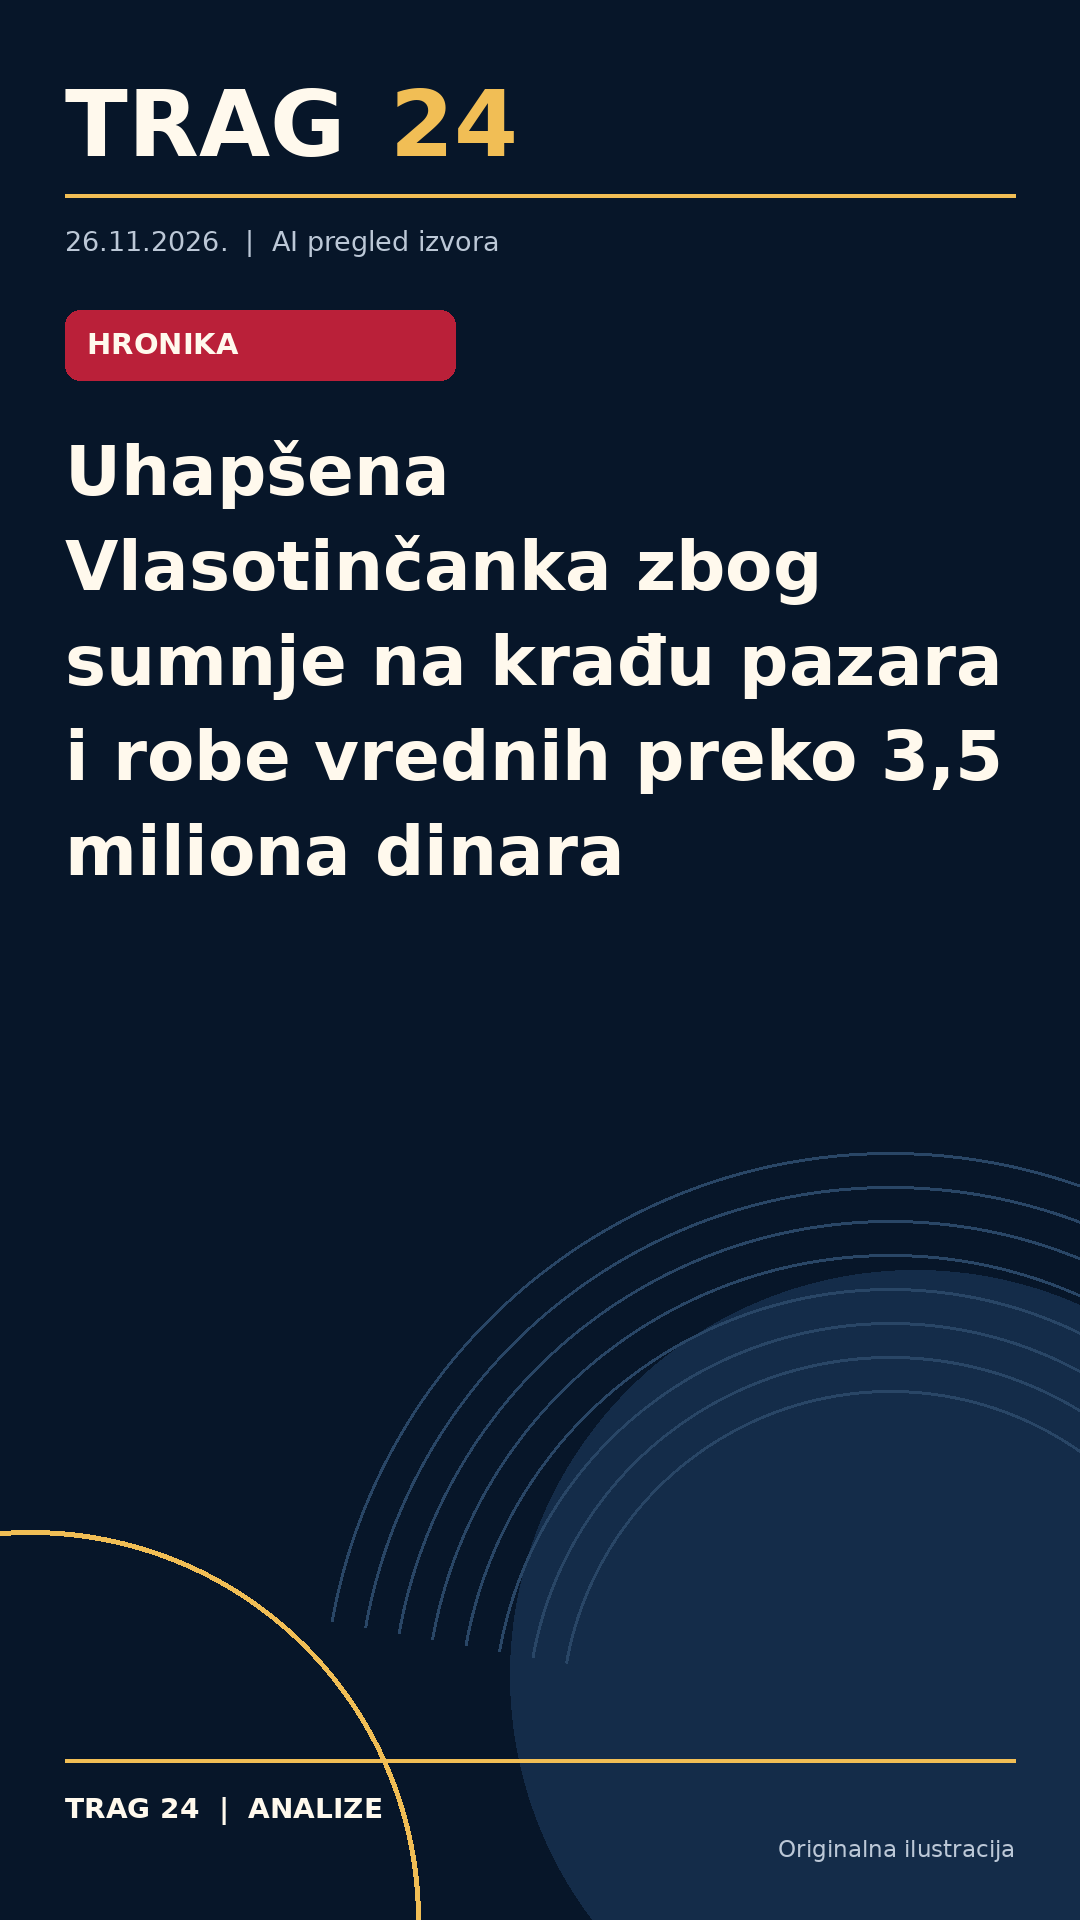 TRAG 24
26.11.2026. | AI pregled izvora
HRONIKA
Uhapšena
Vlasotinčanka zbog
sumnje na krađu pazara
i robe vrednih preko 3,5
miliona dinara
TRAG 24 | ANALIZE
Originalna ilustracija